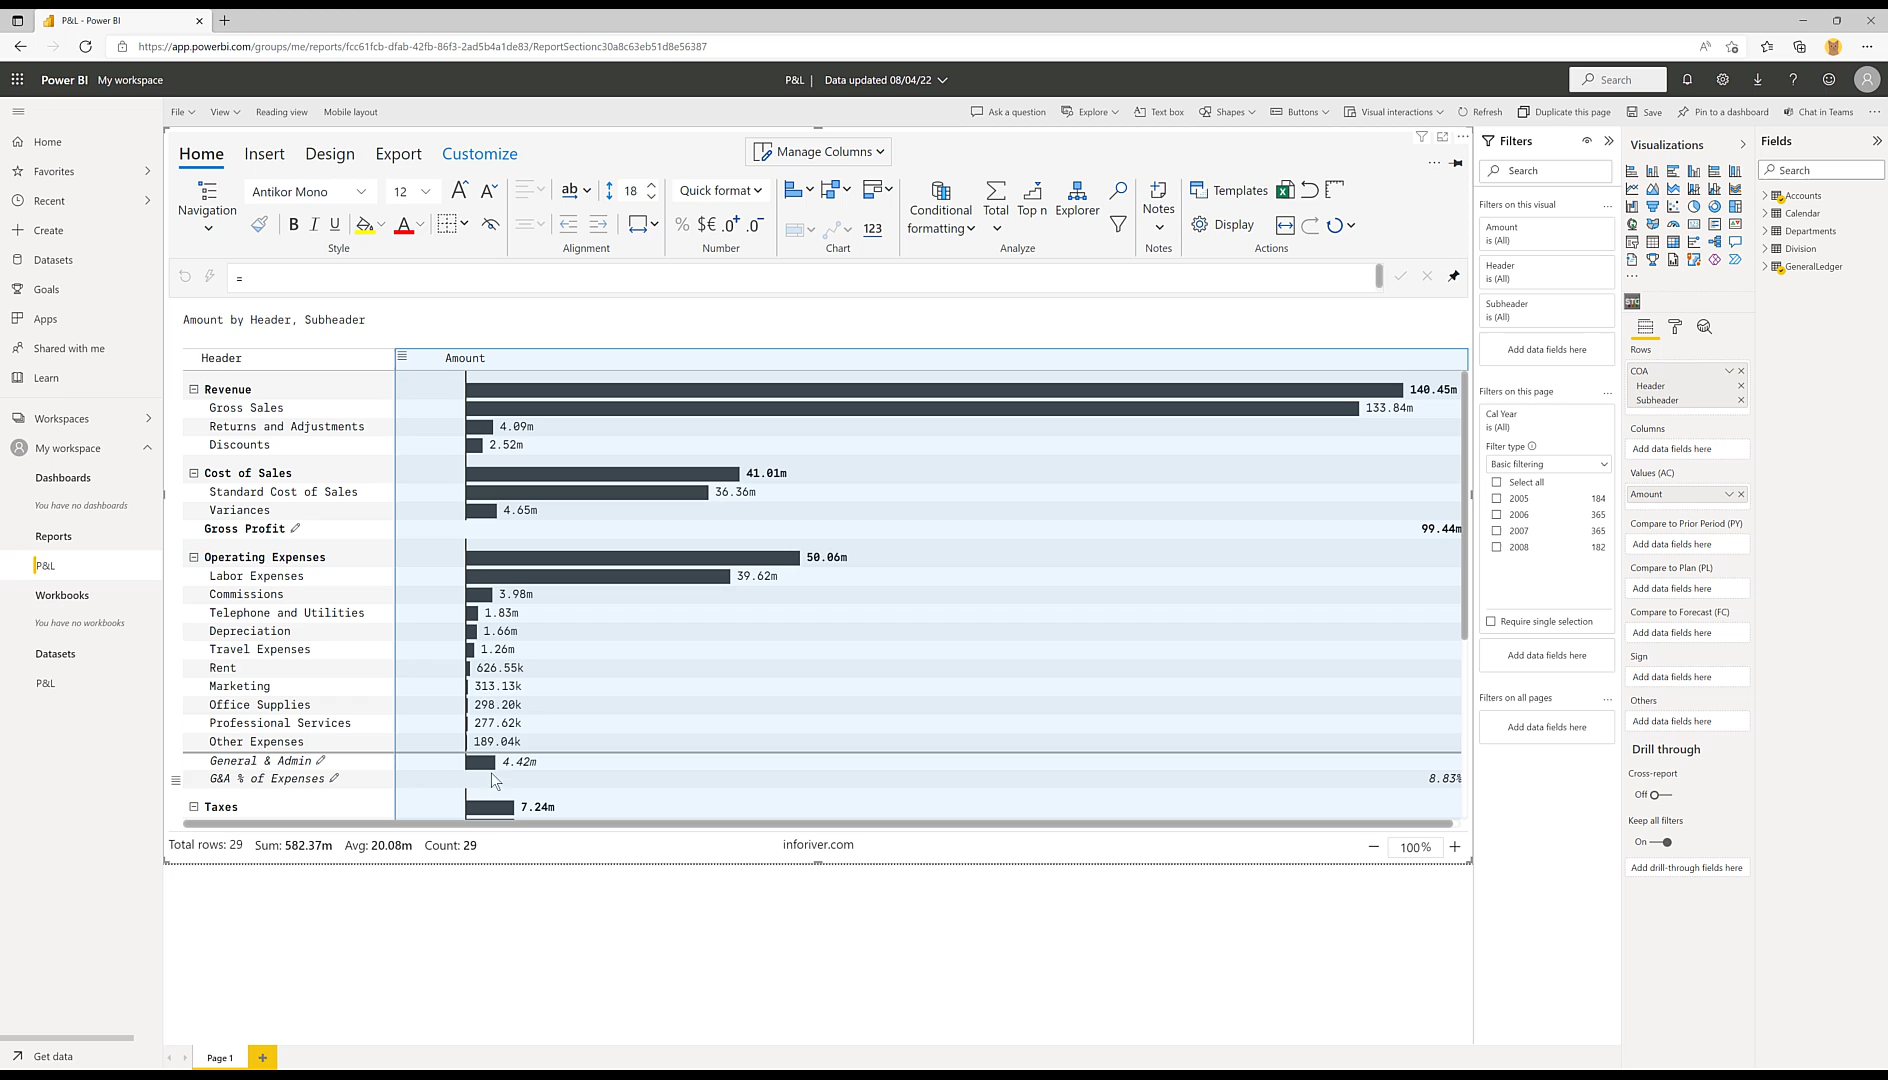 P&L - Power BI
https://app.powerbi.com/groups/me/reports/fcc61fcb-dfab-42fb-86f3-2ad5b4a1de83/ReportSectionc30a8c63eb51d8e56387
Power BI My workspace
P&L | Data updated 08/04/22
Search
File View Reading view Mobile layout
Ask a question Explore Text box Shapes Buttons Visual interactions Refresh Duplicate this page Save Pin to a dashboard Chat in Teams
Home
Favorites
Recent
Create
Datasets
Goals
Apps
Shared with me
Learn
Workspaces
My workspace
Dashboards
You have no dashboards
Reports
P&L
Workbooks
You have no workbooks
Datasets
P&L
Get data
Home Insert Design Export Customize
Manage Columns
Navigation
Antikor Mono 12
B I U A
Style
ab 18
Alignment
Quick format
% $€ .0+ .0-
Number
123
Chart
Conditional formatting
Total
Top n
Explorer
Analyze
Notes
Notes
Templates
Display
Actions
=
Amount by Header, Subheader
Header Amount
Revenue 140.45m
Gross Sales 133.84m
Returns and Adjustments 4.09m
Discounts 2.52m
Cost of Sales 41.01m
Standard Cost of Sales 36.36m
Variances 4.65m
Gross Profit 99.44m
Operating Expenses 50.06m
Labor Expenses 39.62m
Commissions 3.98m
Telephone and Utilities 1.83m
Depreciation 1.66m
Travel Expenses 1.26m
Rent 626.55k
Marketing 313.13k
Office Supplies 298.20k
Professional Services 277.62k
Other Expenses 189.04k
General & Admin 4.42m
G&A % of Expenses 8.83%
Taxes 7.24m
Total rows: 29 Sum: 582.37m Avg: 20.08m Count: 29
inforiver.com
100%
Page 1
Filters
Search
Filters on this visual
Amount
is (All)
Header
is (All)
Subheader
is (All)
Add data fields here
Filters on this page
Cal Year
is (All)
Filter type
Basic filtering
Select all
2005 184
2006 365
2007 365
2008 182
Require single selection
Add data fields here
Filters on all pages
Add data fields here
Visualizations
Rows
COA
Header
Subheader
Columns
Add data fields here
Values (AC)
Amount
Compare to Prior Period (PY)
Add data fields here
Compare to Plan (PL)
Add data fields here
Compare to Forecast (FC)
Add data fields here
Sign
Add data fields here
Others
Add data fields here
Drill through
Cross-report
Off
Keep all filters
On
Add drill-through fields here
Fields
Search
Accounts
Calendar
Departments
Division
GeneralLedger